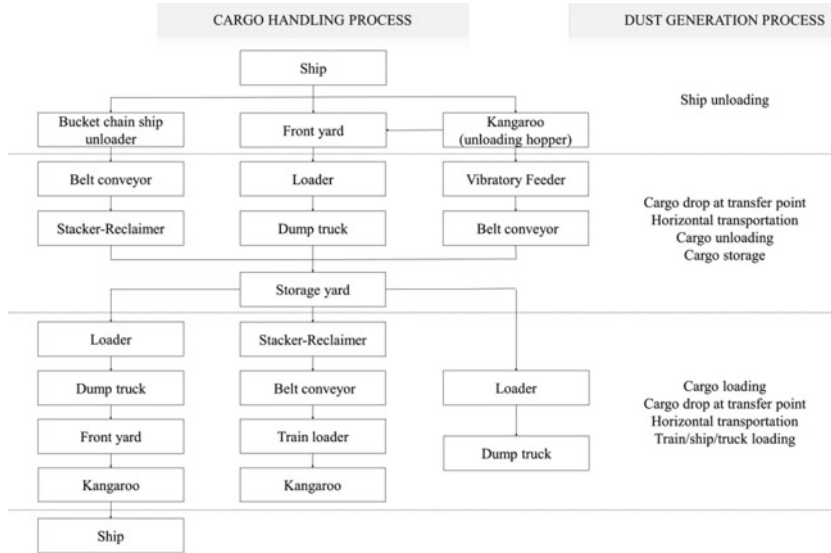 CARGO HANDLING PROCESS
DUST GENERATION PROCESS
Ship
Ship unloading
Bucket chain ship
unloader
Front yard
Kangaroo
(unloading hopper)
Belt conveyor
Loader
Vibratory Feeder
Stacker-Reclaimer
Dump truck
Belt conveyor
Cargo drop at transfer point
Horizontal transportation
Cargo unloading
Cargo storage
Storage yard
Loader
Stacker-Reclaimer
Dump truck
Belt conveyor
Loader
Front yard
Train loader
Dump truck
Kangaroo
Kangaroo
Cargo loading
Cargo drop at transfer point
Horizontal transportation
Train/ship/truck loading
Ship